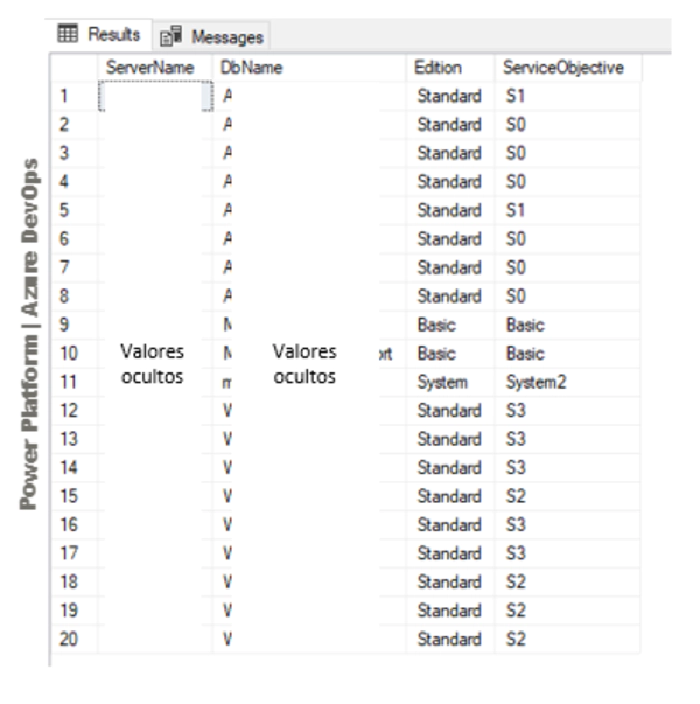 Power Platform | Azure DevOps
Results Messages
ServerName DbName Edition ServiceObjective
1 A Standard S1
2 A Standard S0
3 A Standard S0
4 A Standard S0
5 A Standard S1
6 A Standard S0
7 A Standard S0
8 A Standard S0
9 Basic Basic
10 Valores Valores Basic Basic
11 ocultos m ocultos System System2
12 V Standard S3
13 V Standard S3
14 V Standard S3
15 V Standard S2
16 V Standard S3
17 V Standard S3
18 V Standard S2
19 V Standard S2
20 V Standard S2